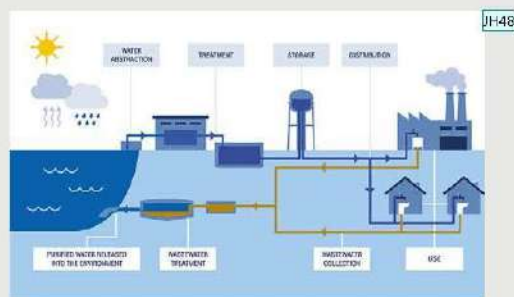 JH48
WATER
ABSTRACTION
TREATMENT
STORAGE
DISTRIBUTION
PURIFIED WATER RELEASED
INTO THE ENVIRONMENT
WASTEWATER
TREATMENT
WASTEWATER
COLLECTION
USE